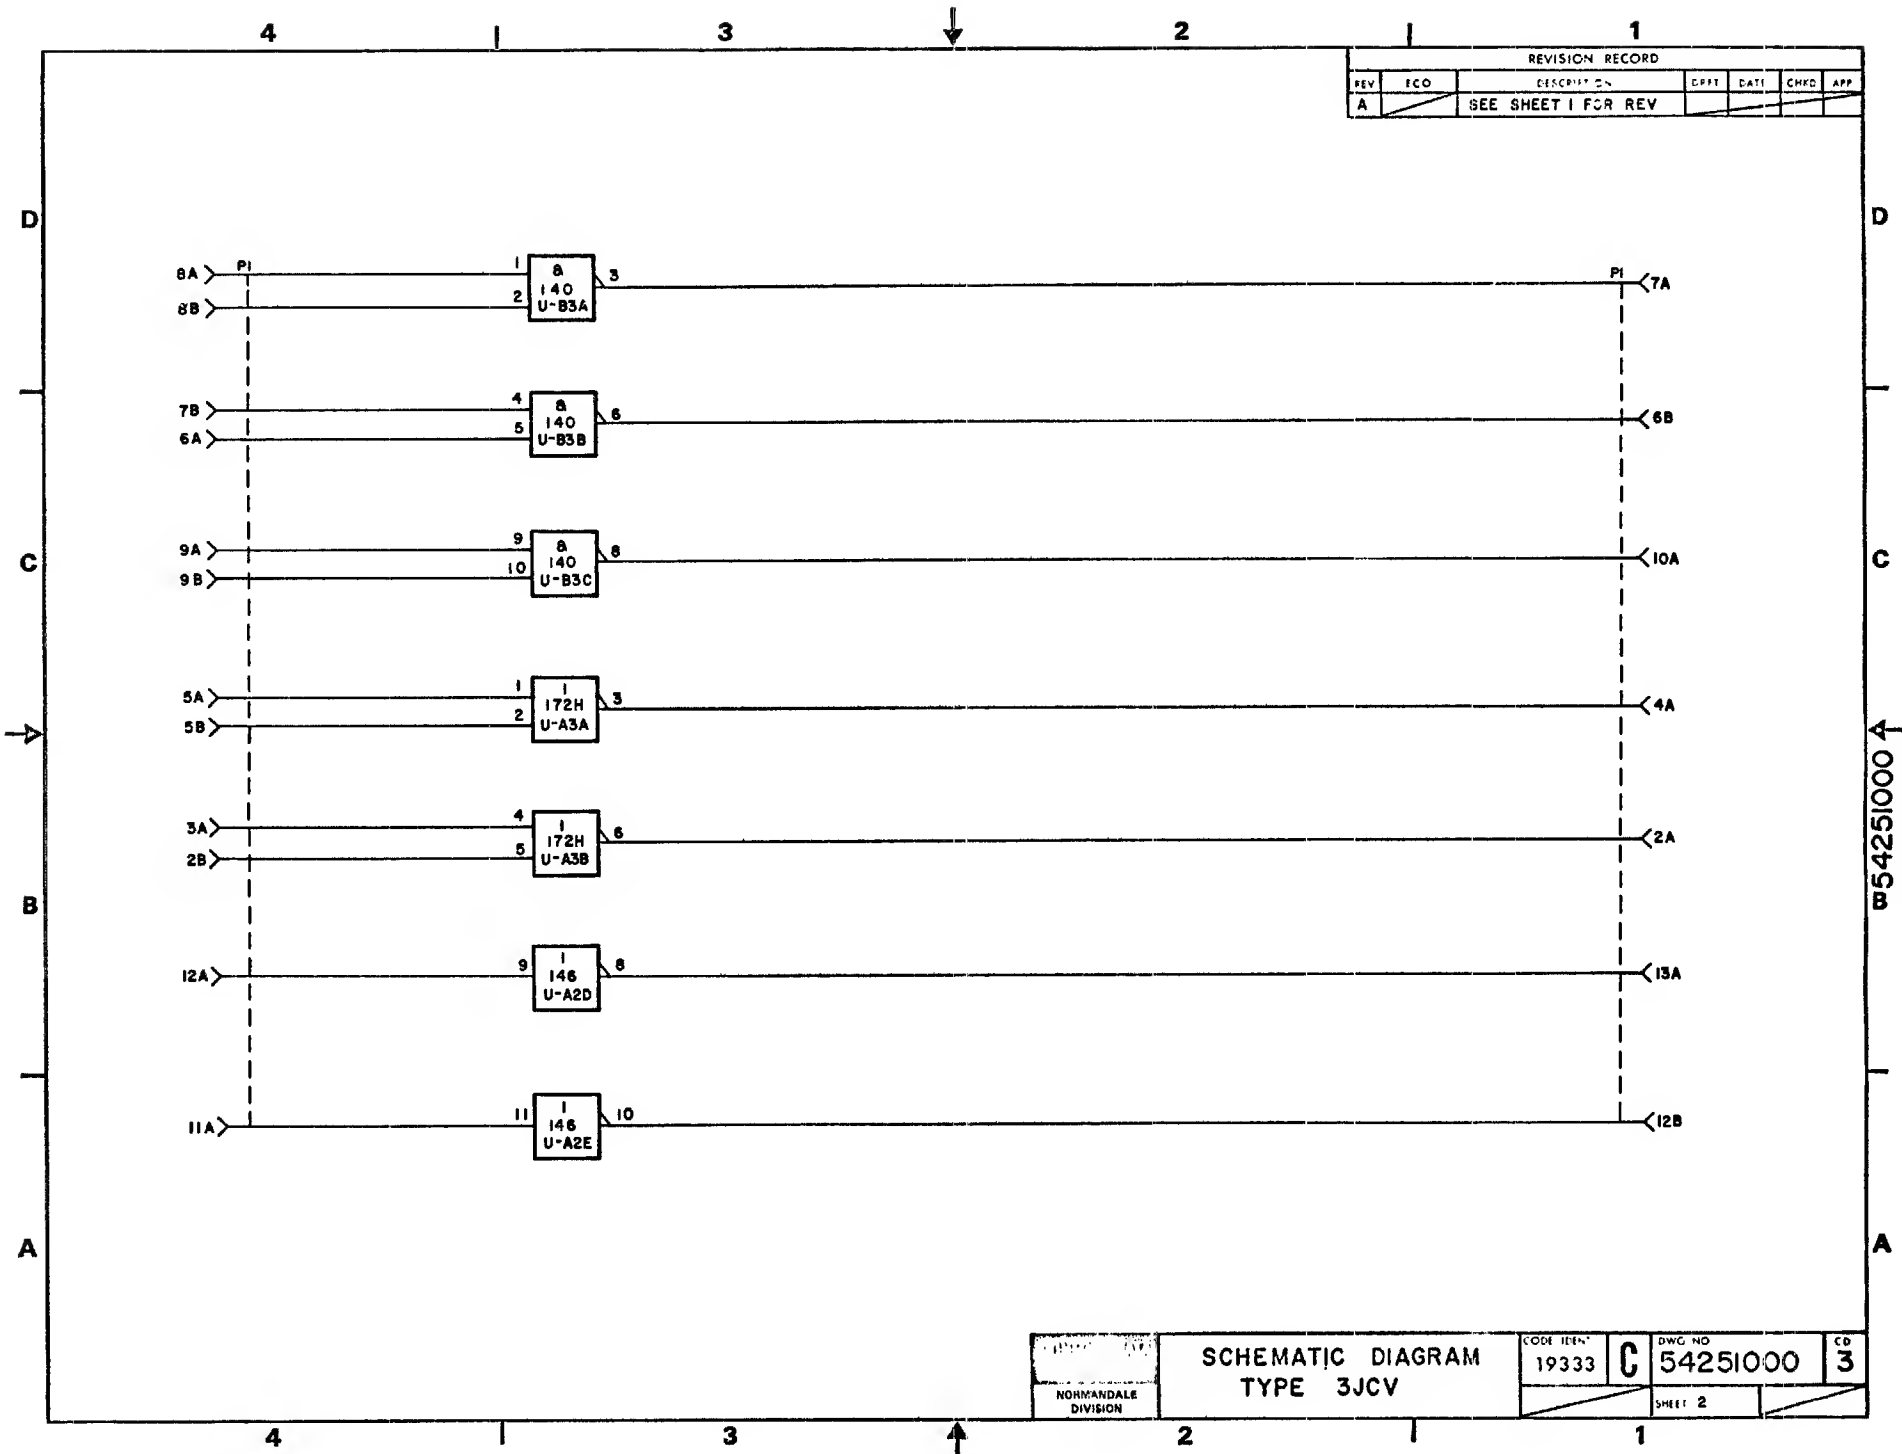 4 3 2 1
REVISION RECORD
REV ECO DESCRIPTION DRFT DATE CHKD APP
A SEE SHEET 1 FOR REV
D D
8A P1 1 & 3 P1 7A
140
8B 2 U-B3A
7B 4 & 6 6B
140
6A 5 U-B3B
9A 9 & 8 10A
140
9B 10 U-B3C
C C
5A 1 1 3 4A
172H
5B 2 U-A3A
B 54251000
3A 4 1 6 2A
172H
2B 5 U-A3B
B
12A 9 1 8 13A
146
U-A2D
11A 11 1 10 12B
146
U-A2E
A A
NORMANDALE
DIVISION
SCHEMATIC DIAGRAM
TYPE 3JCV
CODE IDENT
19333
C
DWG NO
54251000
CD
3
SHEET 2
4 3 2 1